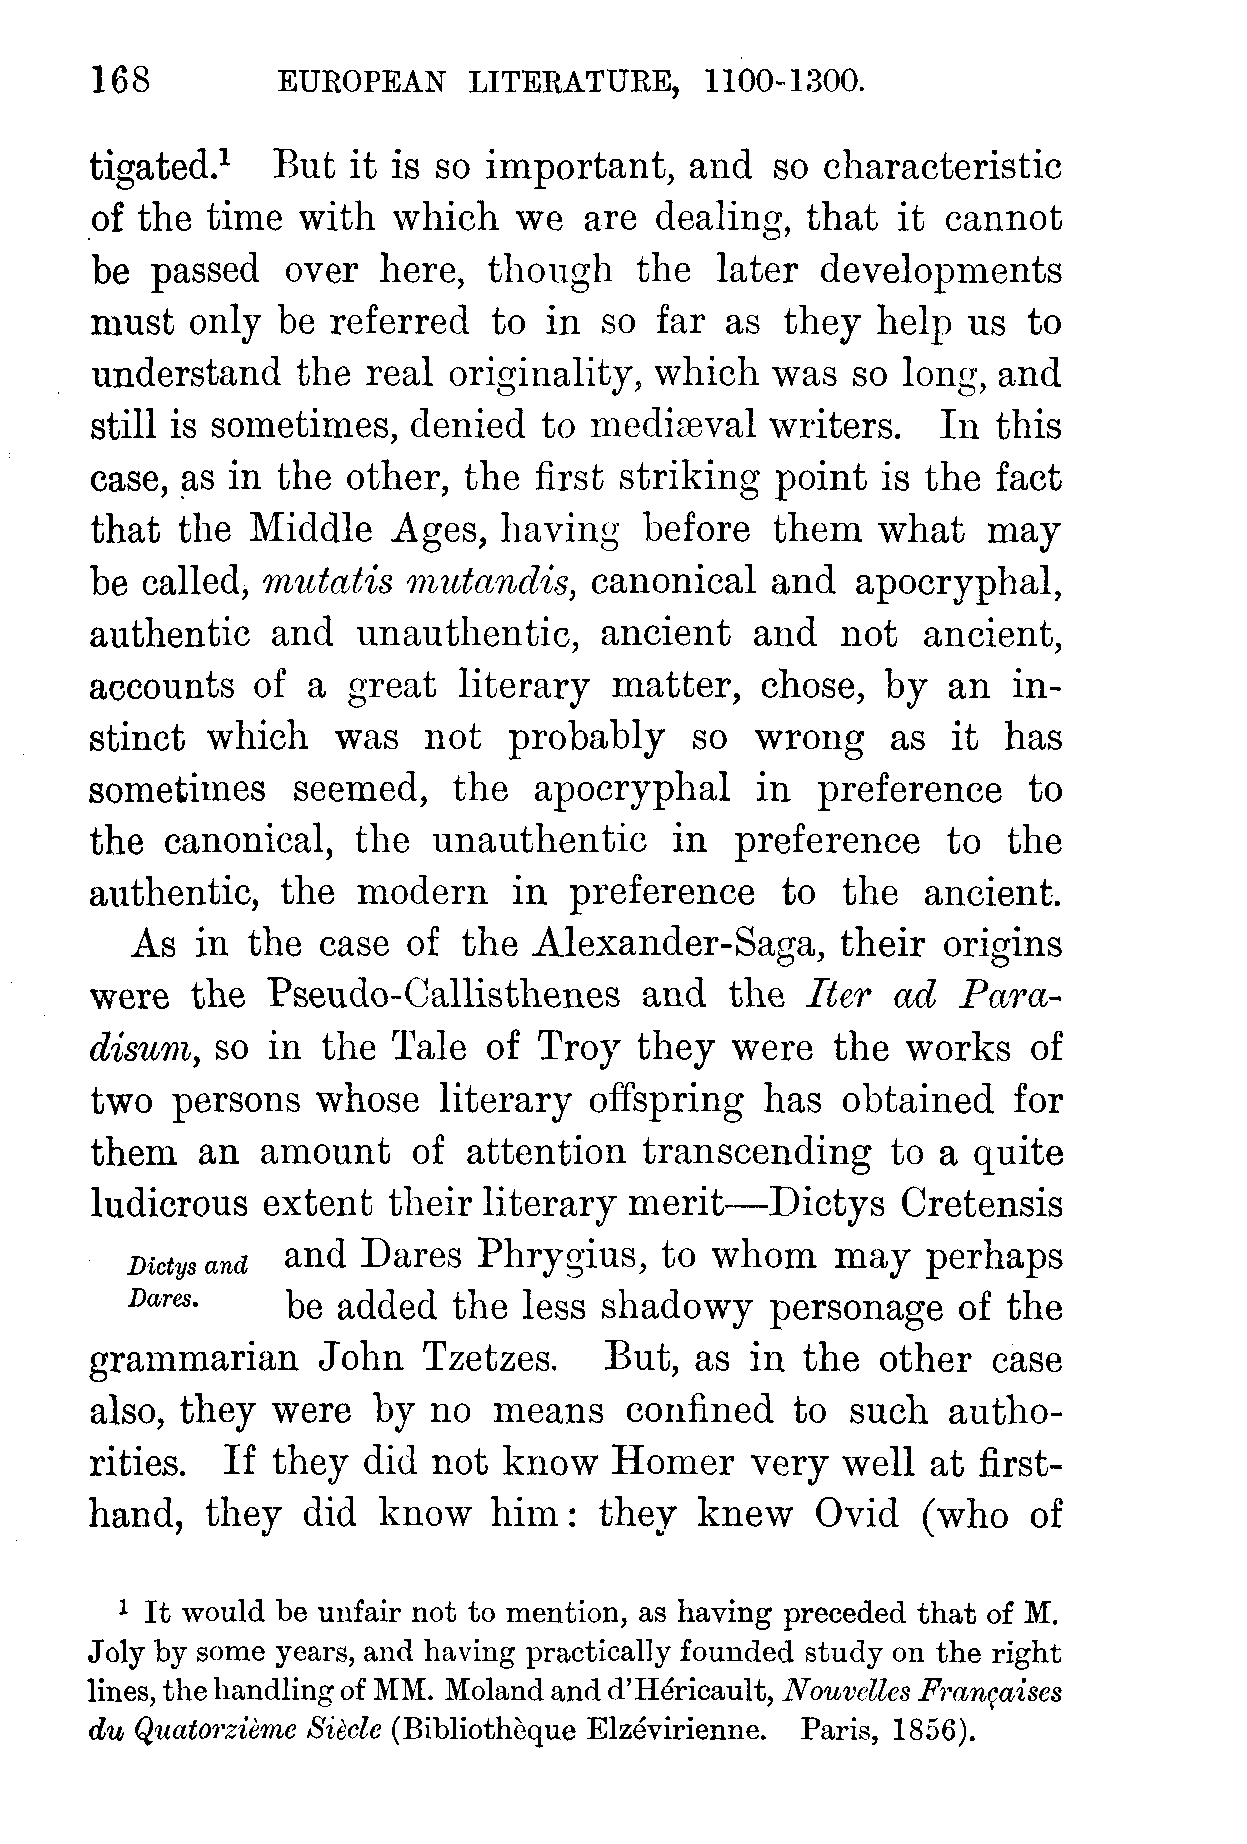 168 EUROPEAN LITERATURE, 1100-1300.
tigated.¹ But it is so important, and so characteristic
of the time with which we are dealing, that it cannot
be passed over here, though the later developments
must only be referred to in so far as they help us to
understand the real originality, which was so long, and
still is sometimes, denied to mediæval writers. In this
case, as in the other, the first striking point is the fact
that the Middle Ages, having before them what may
be called, mutatis mutandis, canonical and apocryphal,
authentic and unauthentic, ancient and not ancient,
accounts of a great literary matter, chose, by an in-
stinct which was not probably so wrong as it has
sometimes seemed, the apocryphal in preference to
the canonical, the unauthentic in preference to the
authentic, the modern in preference to the ancient.
As in the case of the Alexander-Saga, their origins
were the Pseudo-Callisthenes and the Iter ad Para-
disum, so in the Tale of Troy they were the works of
two persons whose literary offspring has obtained for
them an amount of attention transcending to a quite
ludicrous extent their literary merit—Dictys Cretensis
Dictys and and Dares Phrygius, to whom may perhaps
Dares. be added the less shadowy personage of the
grammarian John Tzetzes. But, as in the other case
also, they were by no means confined to such autho-
rities. If they did not know Homer very well at first-
hand, they did know him: they knew Ovid (who of
¹ It would be unfair not to mention, as having preceded that of M.
Joly by some years, and having practically founded study on the right
lines, the handling of MM. Moland and d'Héricault, Nouvelles Françaises
du Quatorzième Siècle (Bibliothèque Elzévirienne. Paris, 1856).